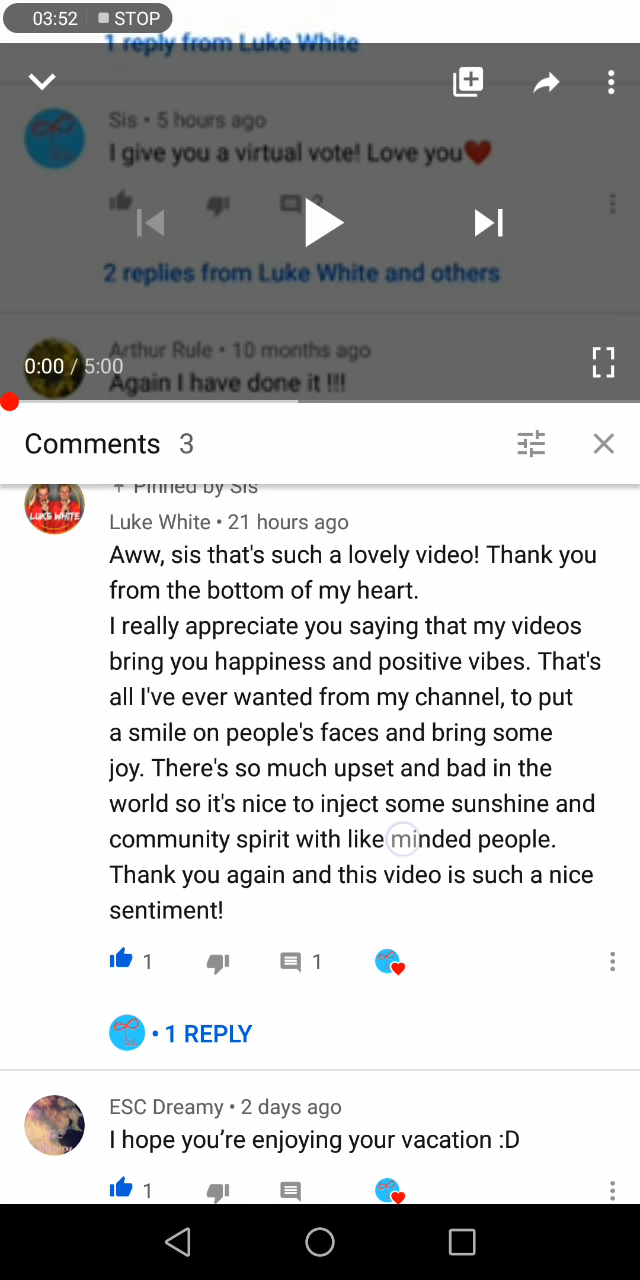 03:52 STOP
1 reply from Luke White
Sis • 5 hours ago
I give you a virtual vote! Love you❤
2
2 replies from Luke White and others
Arthur Rule • 10 months ago
0:00 / 5:00
Again I have done it !!!
Comments 3
Pinned by Sis
LUKE WHITE
Luke White • 21 hours ago
Aww, sis that's such a lovely video! Thank you
from the bottom of my heart.
I really appreciate you saying that my videos
bring you happiness and positive vibes. That's
all I've ever wanted from my channel, to put
a smile on people's faces and bring some
joy. There's so much upset and bad in the
world so it's nice to inject some sunshine and
community spirit with like minded people.
Thank you again and this video is such a nice
sentiment!
1 1
• 1 REPLY
ESC Dreamy • 2 days ago
I hope you’re enjoying your vacation :D
1